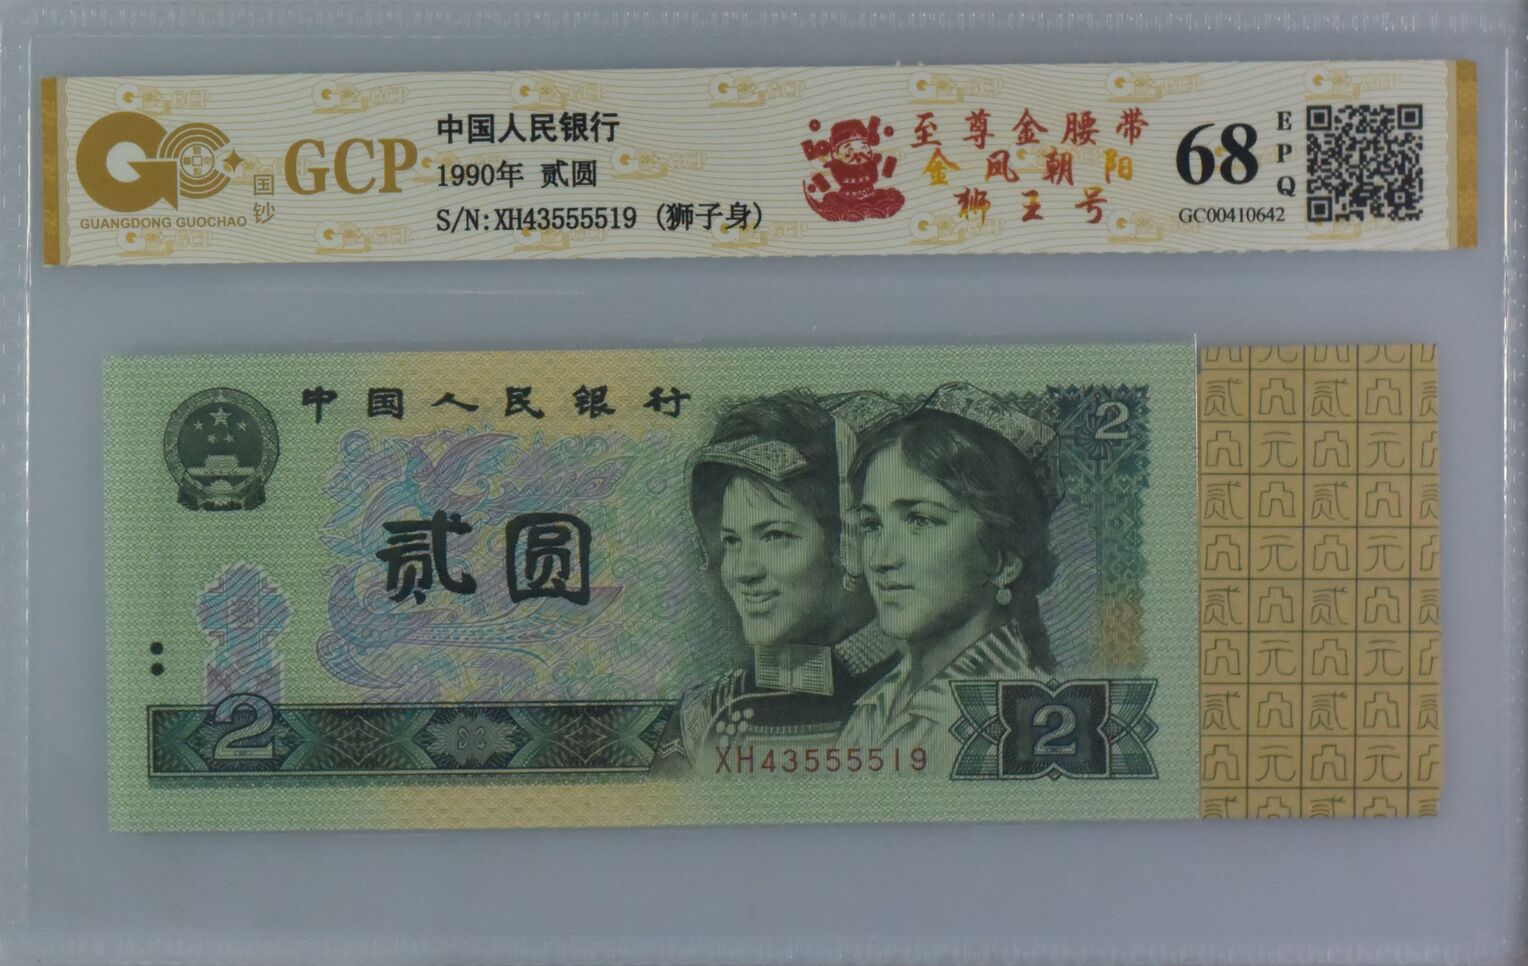 GCP
国钞
GUANGDONG GUOCHAO
中国人民银行
1990年 贰圆
S/N:XH43555519 (狮子身)
至尊金腰带
金凤朝阳
狮王号
68
EPQ
GC00410642
中国人民银行
2
贰圆
2
XH43555519
2